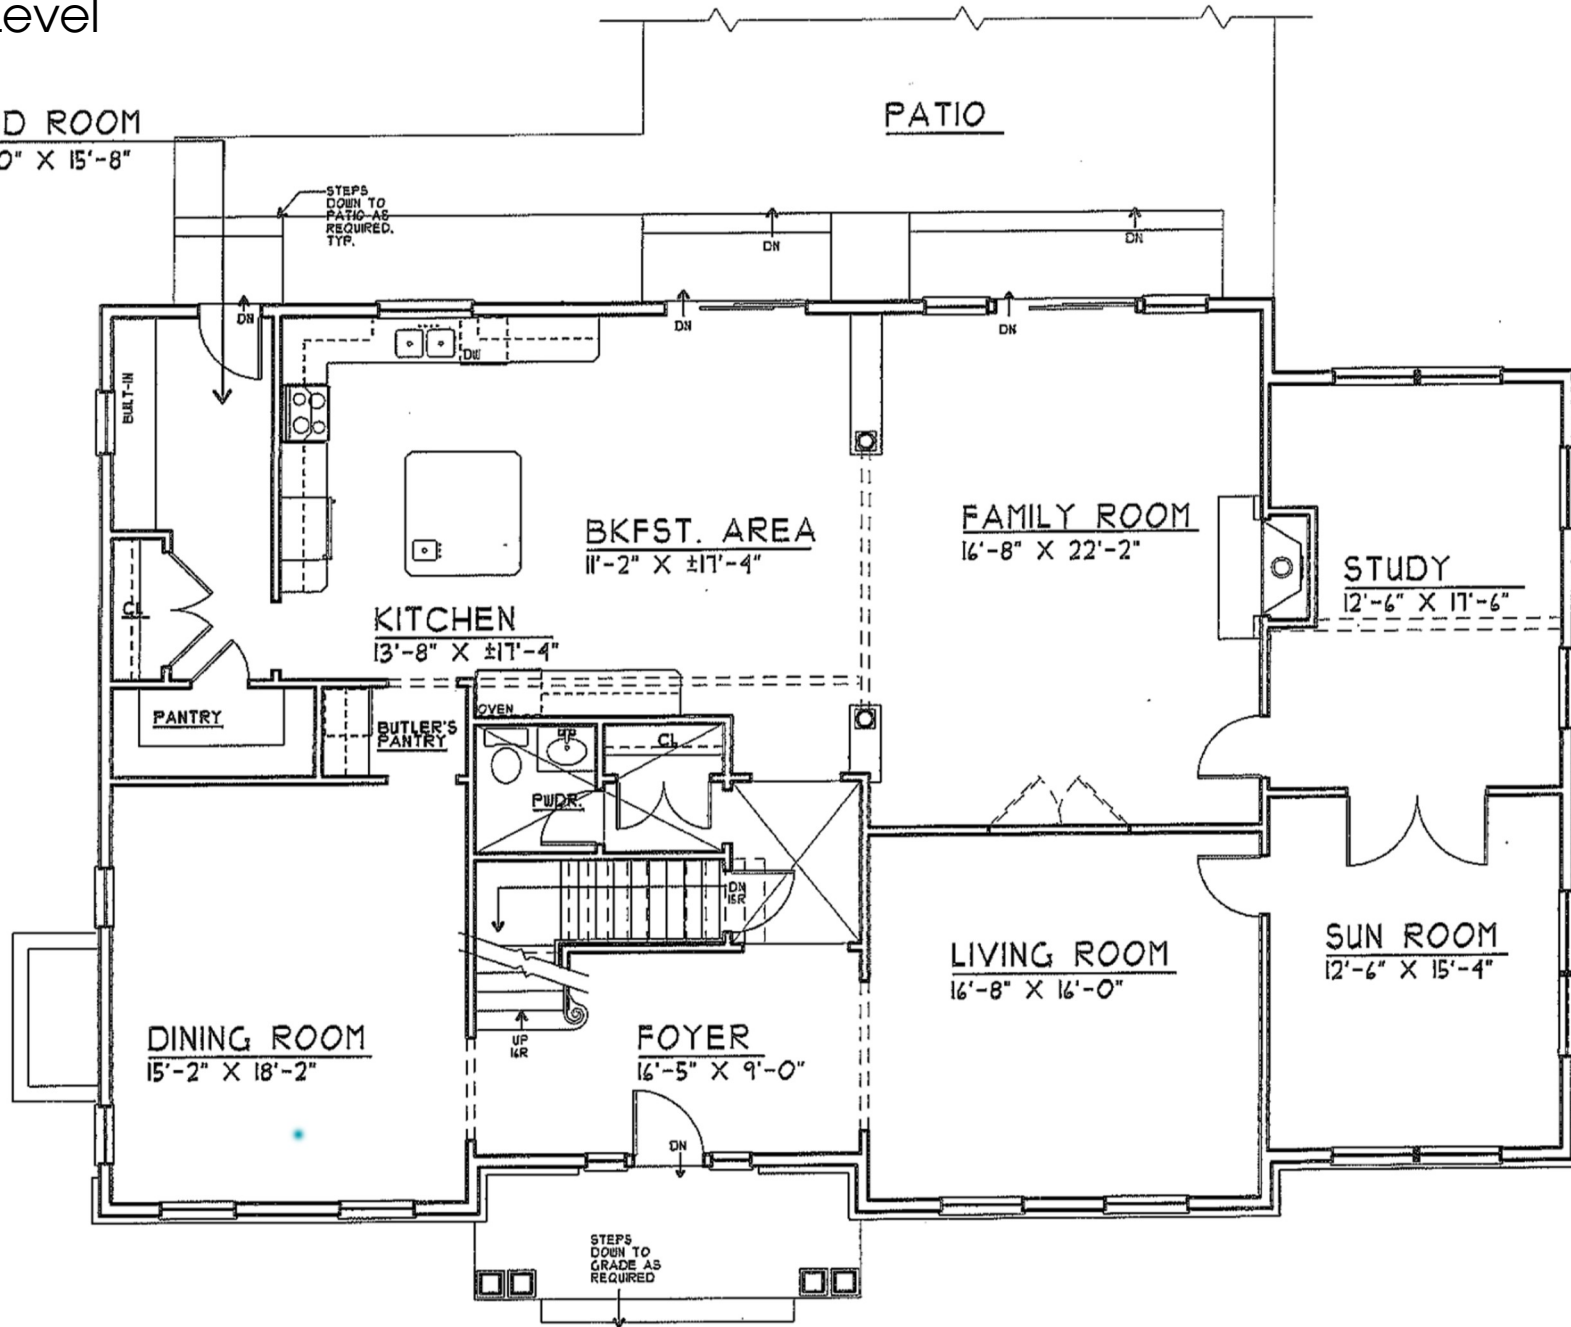 Level
D ROOM
0" X 15'-8"
PATIO
STEPS
DOWN TO
PATIO AS
REQUIRED.
TYP.
DN
DN
DN
DN
DN
BUILT-IN
DW
BKFST. AREA
11'-2" X ±17'-4"
FAMILY ROOM
16'-8" X 22'-2"
STUDY
12'-6" X 17'-6"
CL
KITCHEN
13'-8" X ±17'-4"
PANTRY
BUTLER'S
PANTRY
OVEN
CL
PWDR.
DN
15R
LIVING ROOM
16'-8" X 16'-0"
SUN ROOM
12'-6" X 15'-4"
DINING ROOM
15'-2" X 18'-2"
UP
16R
FOYER
16'-5" X 9'-0"
DN
STEPS
DOWN TO
GRADE AS
REQUIRED